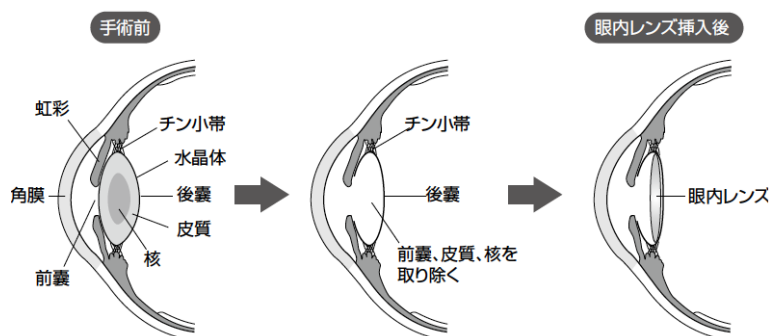 手術前
虹彩
角膜
前嚢
チン小帯
水晶体
後嚢
皮質
核
チン小帯
後嚢
前嚢、皮質、核を
取り除く
眼内レンズ挿入後
眼内レンズ